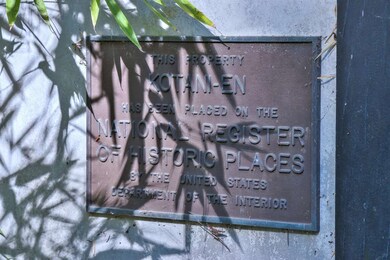 THIS PROPERTY
KOTANI-EN
HAS BEEN PLACED ON THE
NATIONAL REGISTER
OF HISTORIC PLACES
BY THE UNITED STATES
DEPARTMENT OF THE INTERIOR